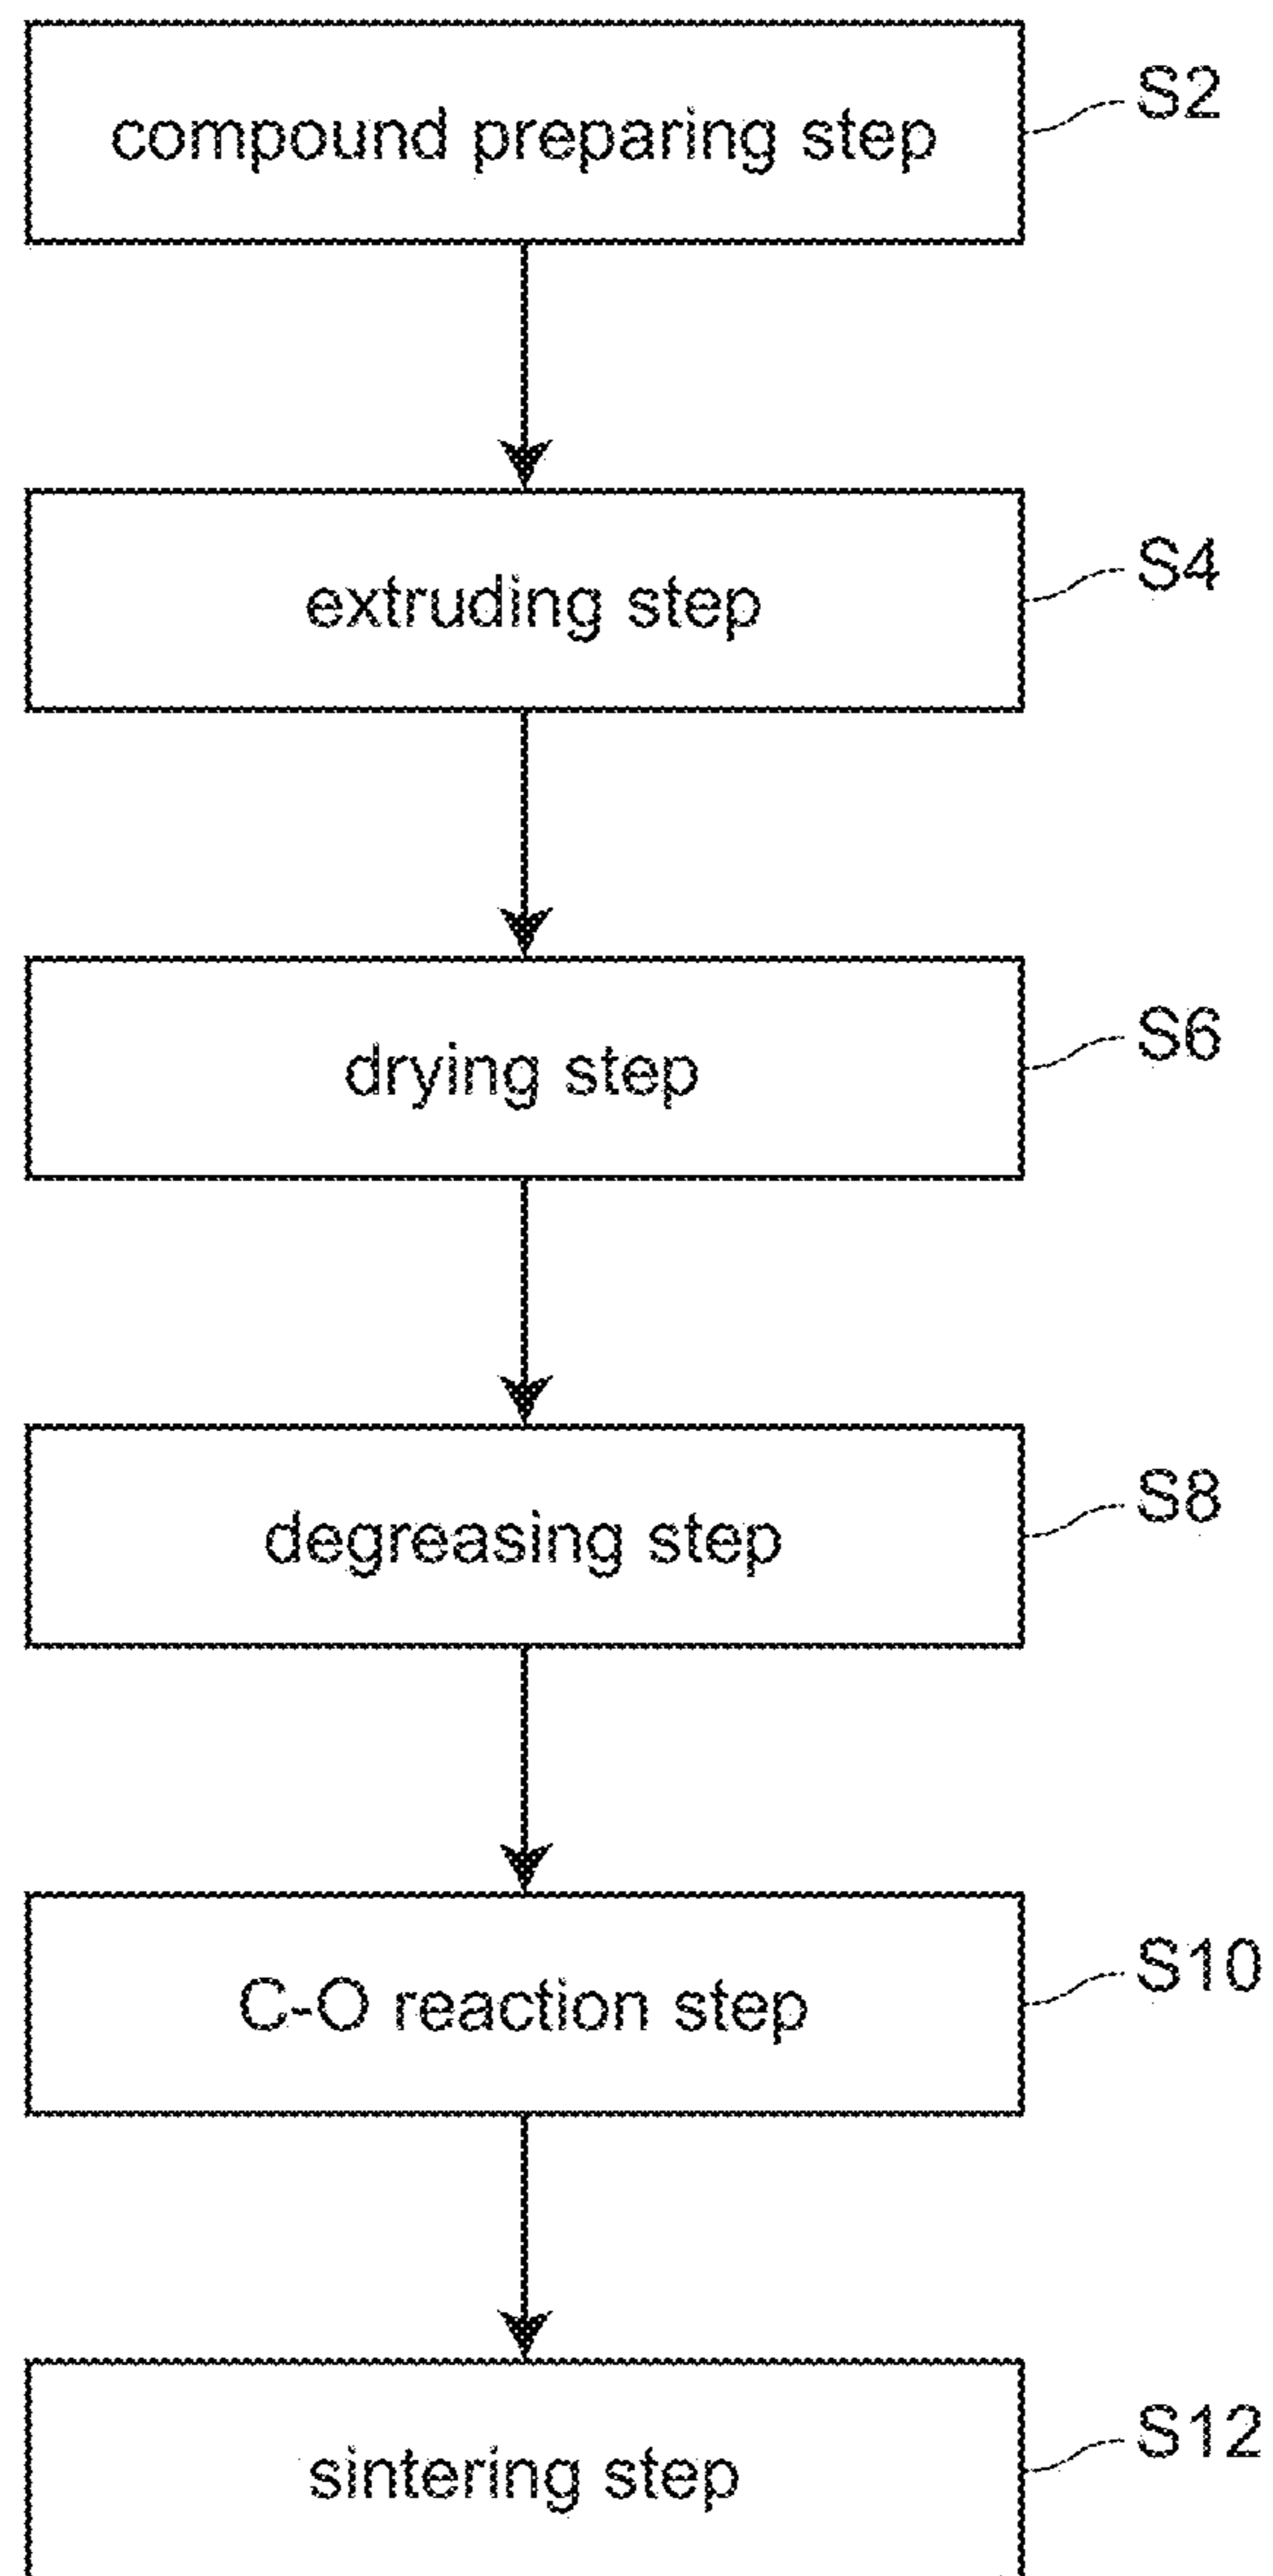 compound preparing step
S2
extruding step
S4
drying step
S6
degreasing step
S8
C-O reaction step
S10
sintering step
S12